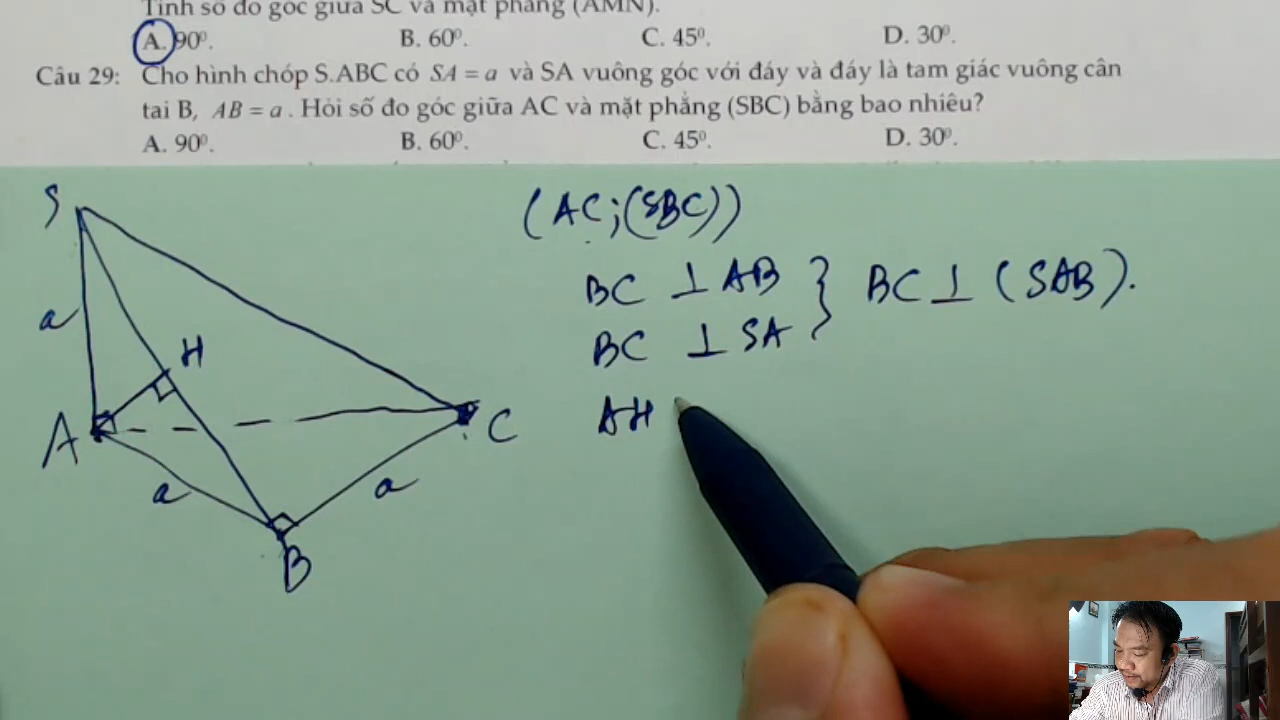 Tính số đo góc giữa SC và mặt phẳng (AMN).
A. 90⁰. B. 60⁰. C. 45⁰. D. 30⁰.
Câu 29: Cho hình chóp S.ABC có SA = a và SA vuông góc với đáy và đáy là tam giác vuông cân
tại B, AB = a. Hỏi số đo góc giữa AC và mặt phẳng (SBC) bằng bao nhiêu?
A. 90⁰. B. 60⁰. C. 45⁰. D. 30⁰.
S
(AC;(SBC))
BC ⊥ AB } BC ⊥ (SAB).
BC ⊥ SA
a
H
AH
A
C
a
a
B